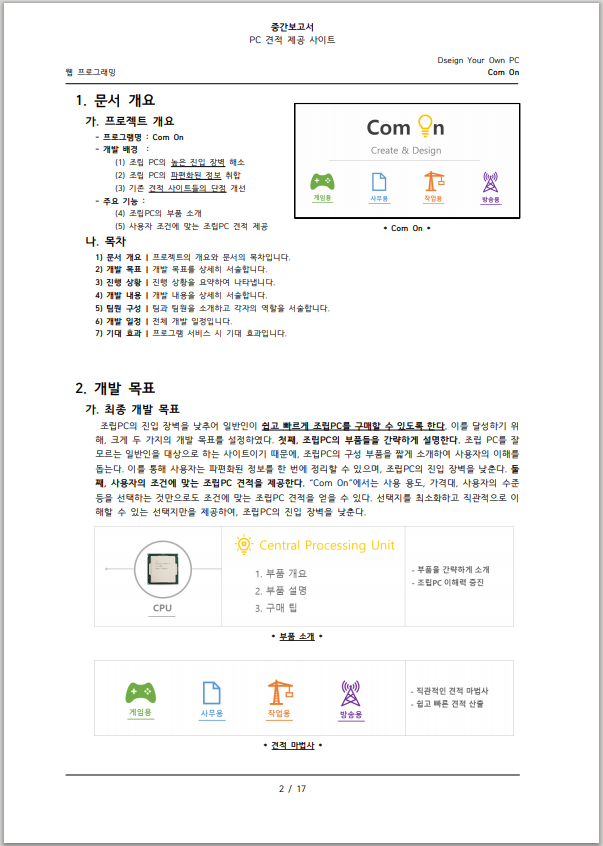 중간보고서
PC 견적 제공 사이트
Dseign Your Own PC
웹 프로그래밍
Com On
1. 문서 개요
가. 프로젝트 개요
- 프로그램명 : Com On
- 개발 배경 :
(1) 조립 PC의 높은 진입 장벽 해소
(2) 조립 PC의 파편화된 정보 취합
(3) 기존 견적 사이트들의 단점 개선
- 주요 기능 :
(4) 조립PC의 부품 소개
(5) 사용자 조건에 맞는 조립PC 견적 제공
Com On
Create & Design
게임용
사무용
작업용
방송용
• Com On •
나. 목차
1) 문서 개요 | 프로젝트의 개요와 문서의 목차입니다.
2) 개발 목표 | 개발 목표를 상세히 서술합니다.
3) 진행 상황 | 진행 상황을 요약하여 나타냅니다.
4) 개발 내용 | 개발 내용을 상세히 서술합니다.
5) 팀원 구성 | 팀과 팀원을 소개하고 각자의 역할을 서술합니다.
6) 개발 일정 | 전체 개발 일정입니다.
7) 기대 효과 | 프로그램 서비스 시 기대 효과입니다.
2. 개발 목표
가. 최종 개발 목표
조립PC의 진입 장벽을 낮추어 일반인이 쉽고 빠르게 조립PC를 구매할 수 있도록 한다. 이를 달성하기 위
해, 크게 두 가지의 개발 목표를 설정하였다. 첫째, 조립PC의 부품들을 간략하게 설명한다. 조립 PC를 잘
모르는 일반인을 대상으로 하는 사이트이기 때문에, 조립PC의 구성 부품을 짧게 소개하여 사용자의 이해를
돕는다. 이를 통해 사용자는 파편화된 정보를 한 번에 정리할 수 있으며, 조립PC의 진입 장벽을 낮춘다. 둘
째, 사용자의 조건에 맞는 조립PC 견적을 제공한다. “Com On”에서는 사용 용도, 가격대, 사용자의 수준
등을 선택하는 것만으로도 조건에 맞는 조립PC 견적을 얻을 수 있다. 선택지를 최소화하고 직관적으로 이
해할 수 있는 선택지만을 제공하여, 조립PC의 진입 장벽을 낮춘다.
CPU
Central Processing Unit
1. 부품 개요
2. 부품 설명
3. 구매 팁
- 부품을 간략하게 소개
- 조립PC 이해력 증진
• 부품 소개 •
게임용
사무용
작업용
방송용
- 직관적인 견적 마법사
- 쉽고 빠른 견적 산출
• 견적 마법사 •
2 / 17